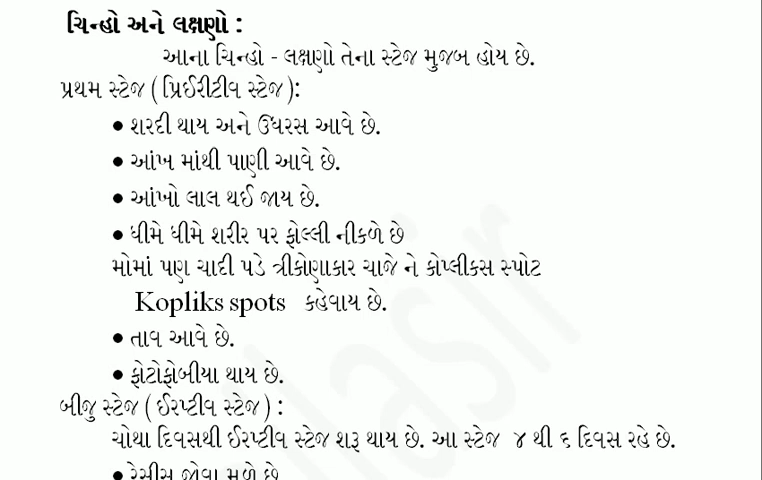 ચિન્હો અને લક્ષણો :
આના ચિન્હો - લક્ષણો તેના સ્ટેજ મુજબ હોય છે.
પ્રથમ સ્ટેજ ( પ્રિઈરીટીવ સ્ટેજ ):
• શરદી થાય અને ઉધરસ આવે છે.
• આંખ માંથી પાણી આવે છે.
• આંખો લાલ થઈ જાય છે.
• ધીમે ધીમે શરીર પર ફોલ્લી નીકળે છે
મોમાં પણ ચાદી પડે ત્રીકોણાકાર ચાજે ને કોપ્લીકસ સ્પોટ
Kopliks spots કહેવાય છે.
• તાવ આવે છે.
• ફોટોફોબીયા થાય છે.
બીજુ સ્ટેજ ( ઈરપ્ટીવ સ્ટેજ ) :
ચોથા દિવસથી ઈરપ્ટીવ સ્ટેજ શરૂ થાય છે. આ સ્ટેજ ૪ થી ૬ દિવસ રહે છે.
• રેસીસ જોવા મળે છે